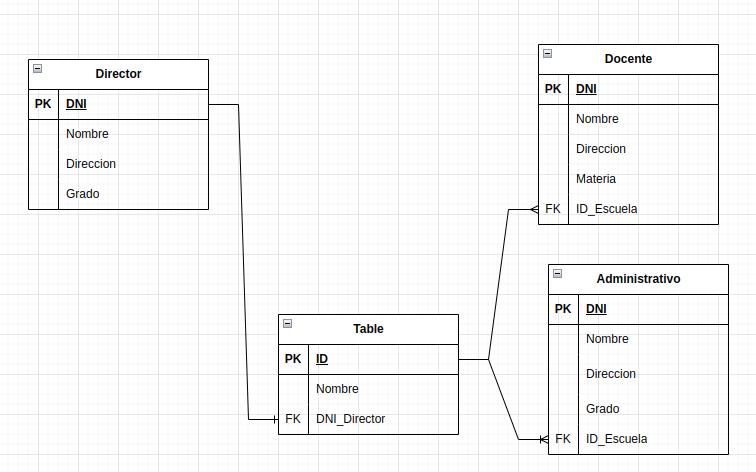 Director
PK DNI
Nombre
Direccion
Grado
Table
PK ID
Nombre
FK DNI_Director
Docente
PK DNI
Nombre
Direccion
Materia
FK ID_Escuela
Administrativo
PK DNI
Nombre
Direccion
Grado
FK ID_Escuela